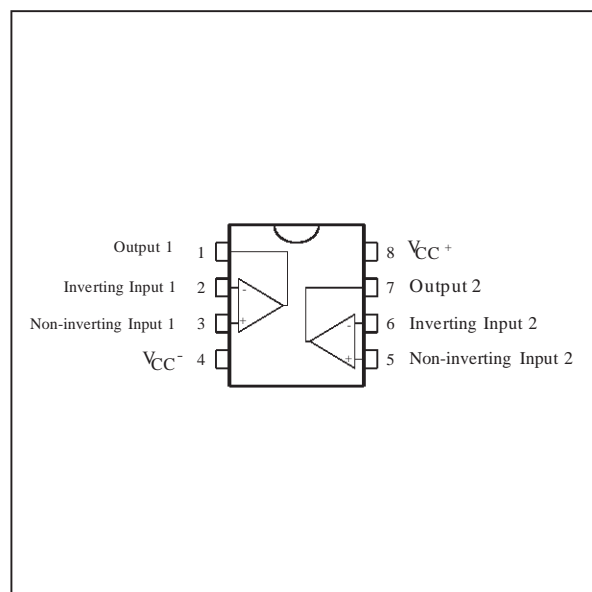 Output 1 1 8 VCC+
Inverting Input 1 2 - 7 Output 2
Non-inverting Input 1 3 + - 6 Inverting Input 2
VCC- 4 + 5 Non-inverting Input 2